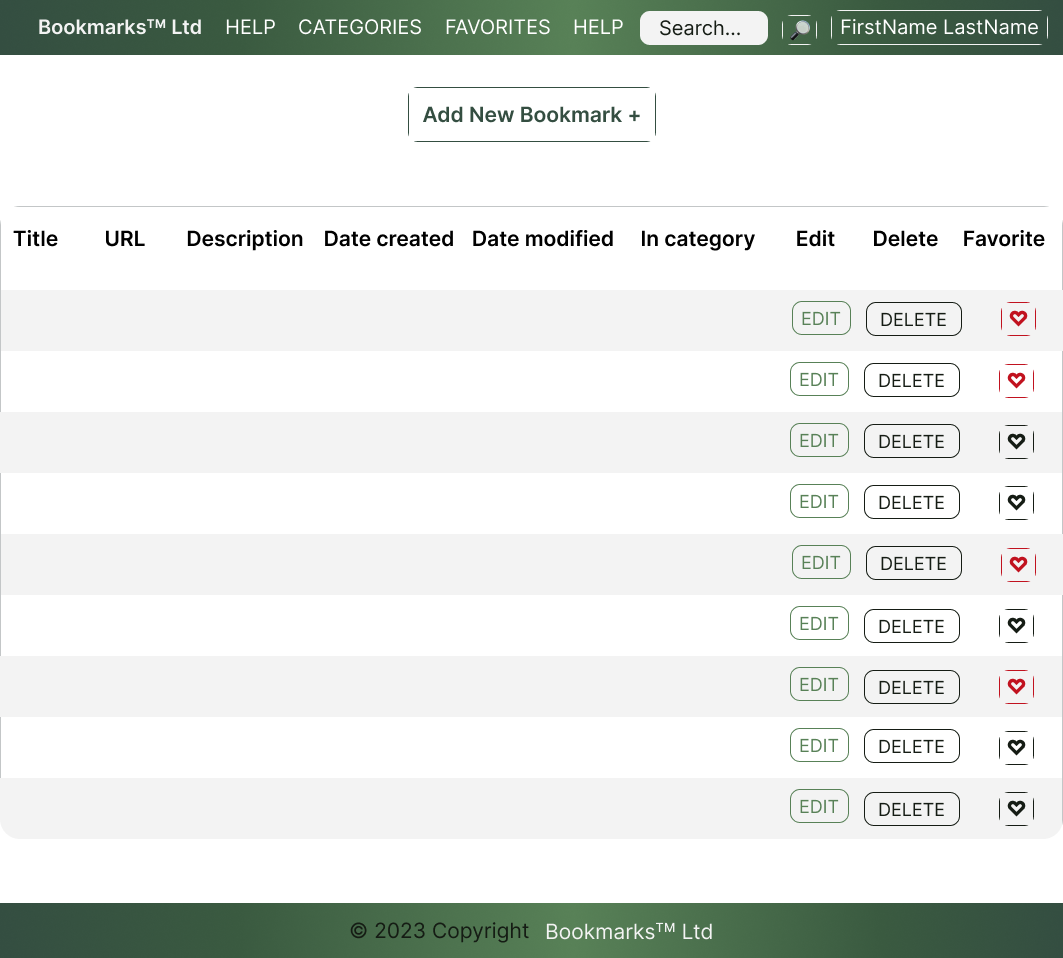 Bookmarks™ Ltd HELP CATEGORIES FAVORITES HELP Search... FirstName LastName
Add New Bookmark +
Title URL Description Date created Date modified In category Edit Delete Favorite
EDIT DELETE
EDIT DELETE
EDIT DELETE
EDIT DELETE
EDIT DELETE
EDIT DELETE
EDIT DELETE
EDIT DELETE
EDIT DELETE
© 2023 Copyright Bookmarks™ Ltd